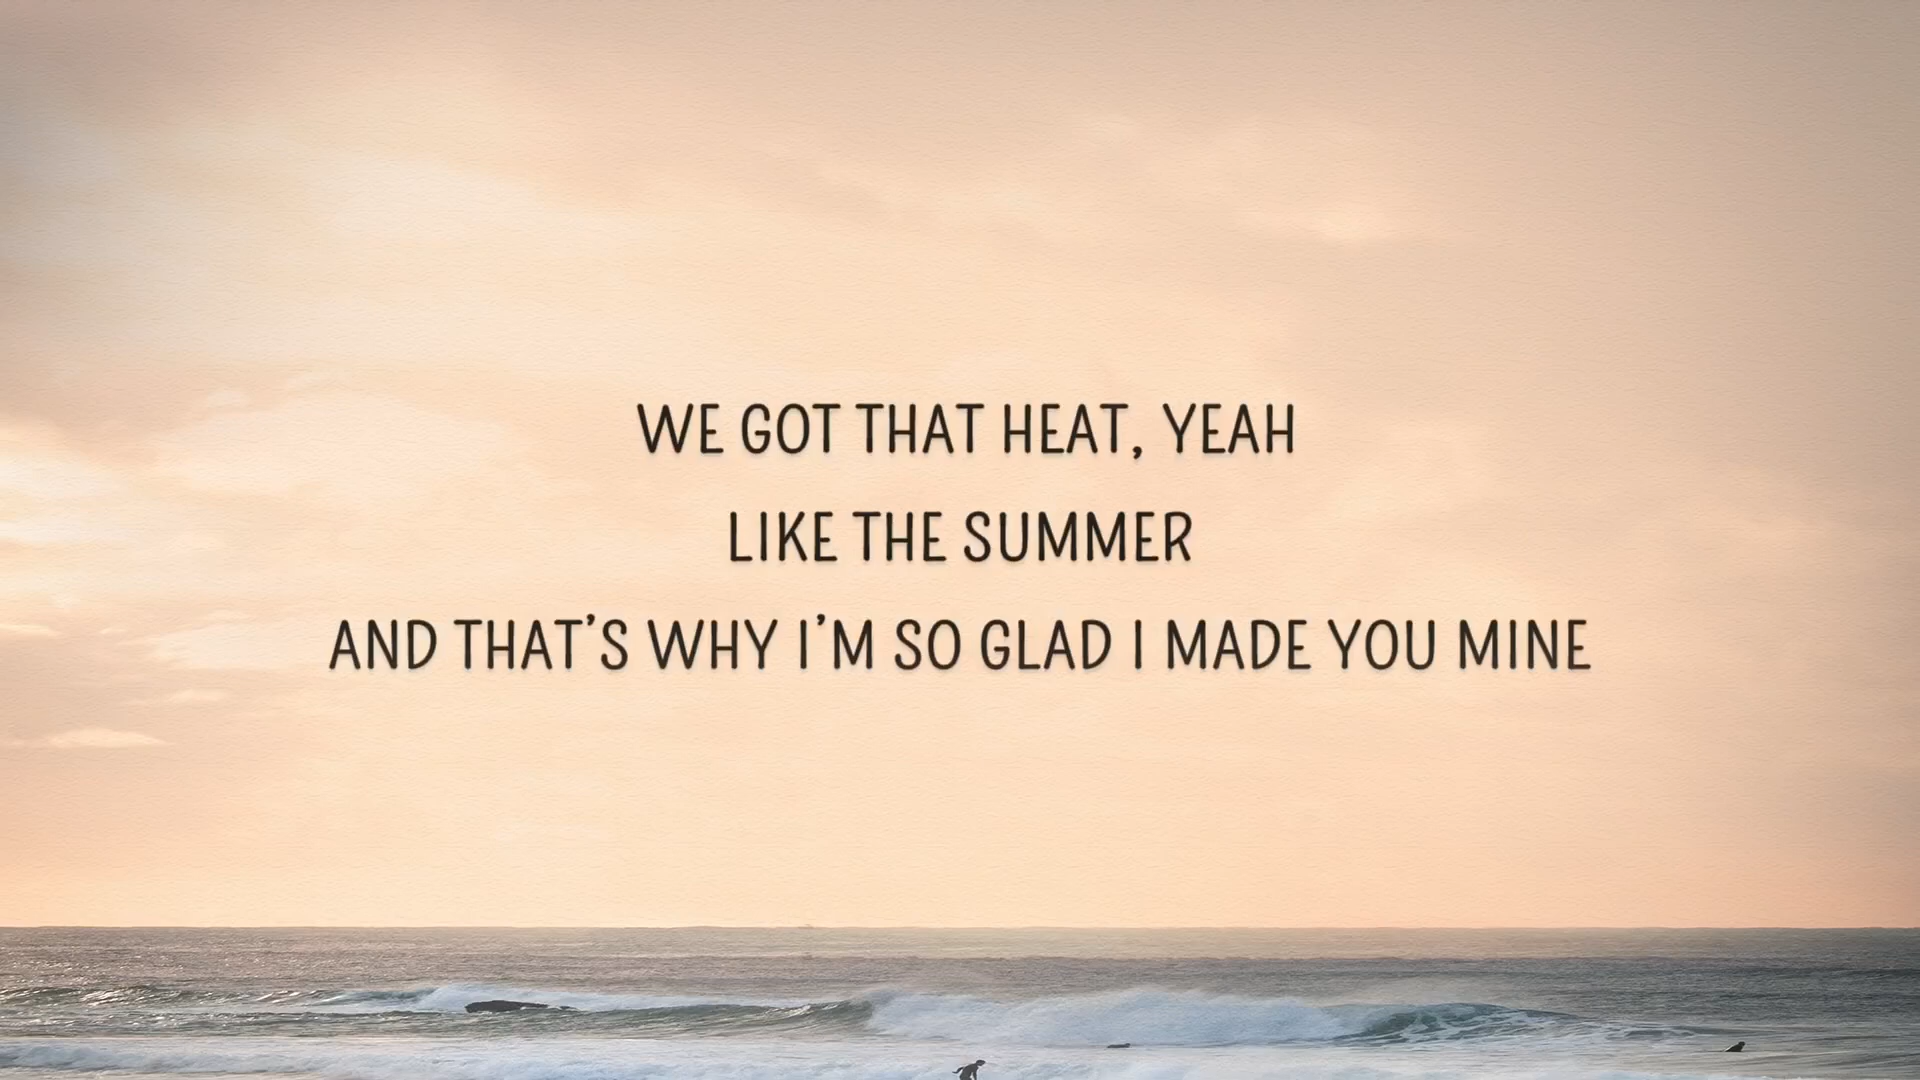 WE GOT THAT HEAT, YEAH
LIKE THE SUMMER
AND THAT’S WHY I’M SO GLAD I MADE YOU MINE